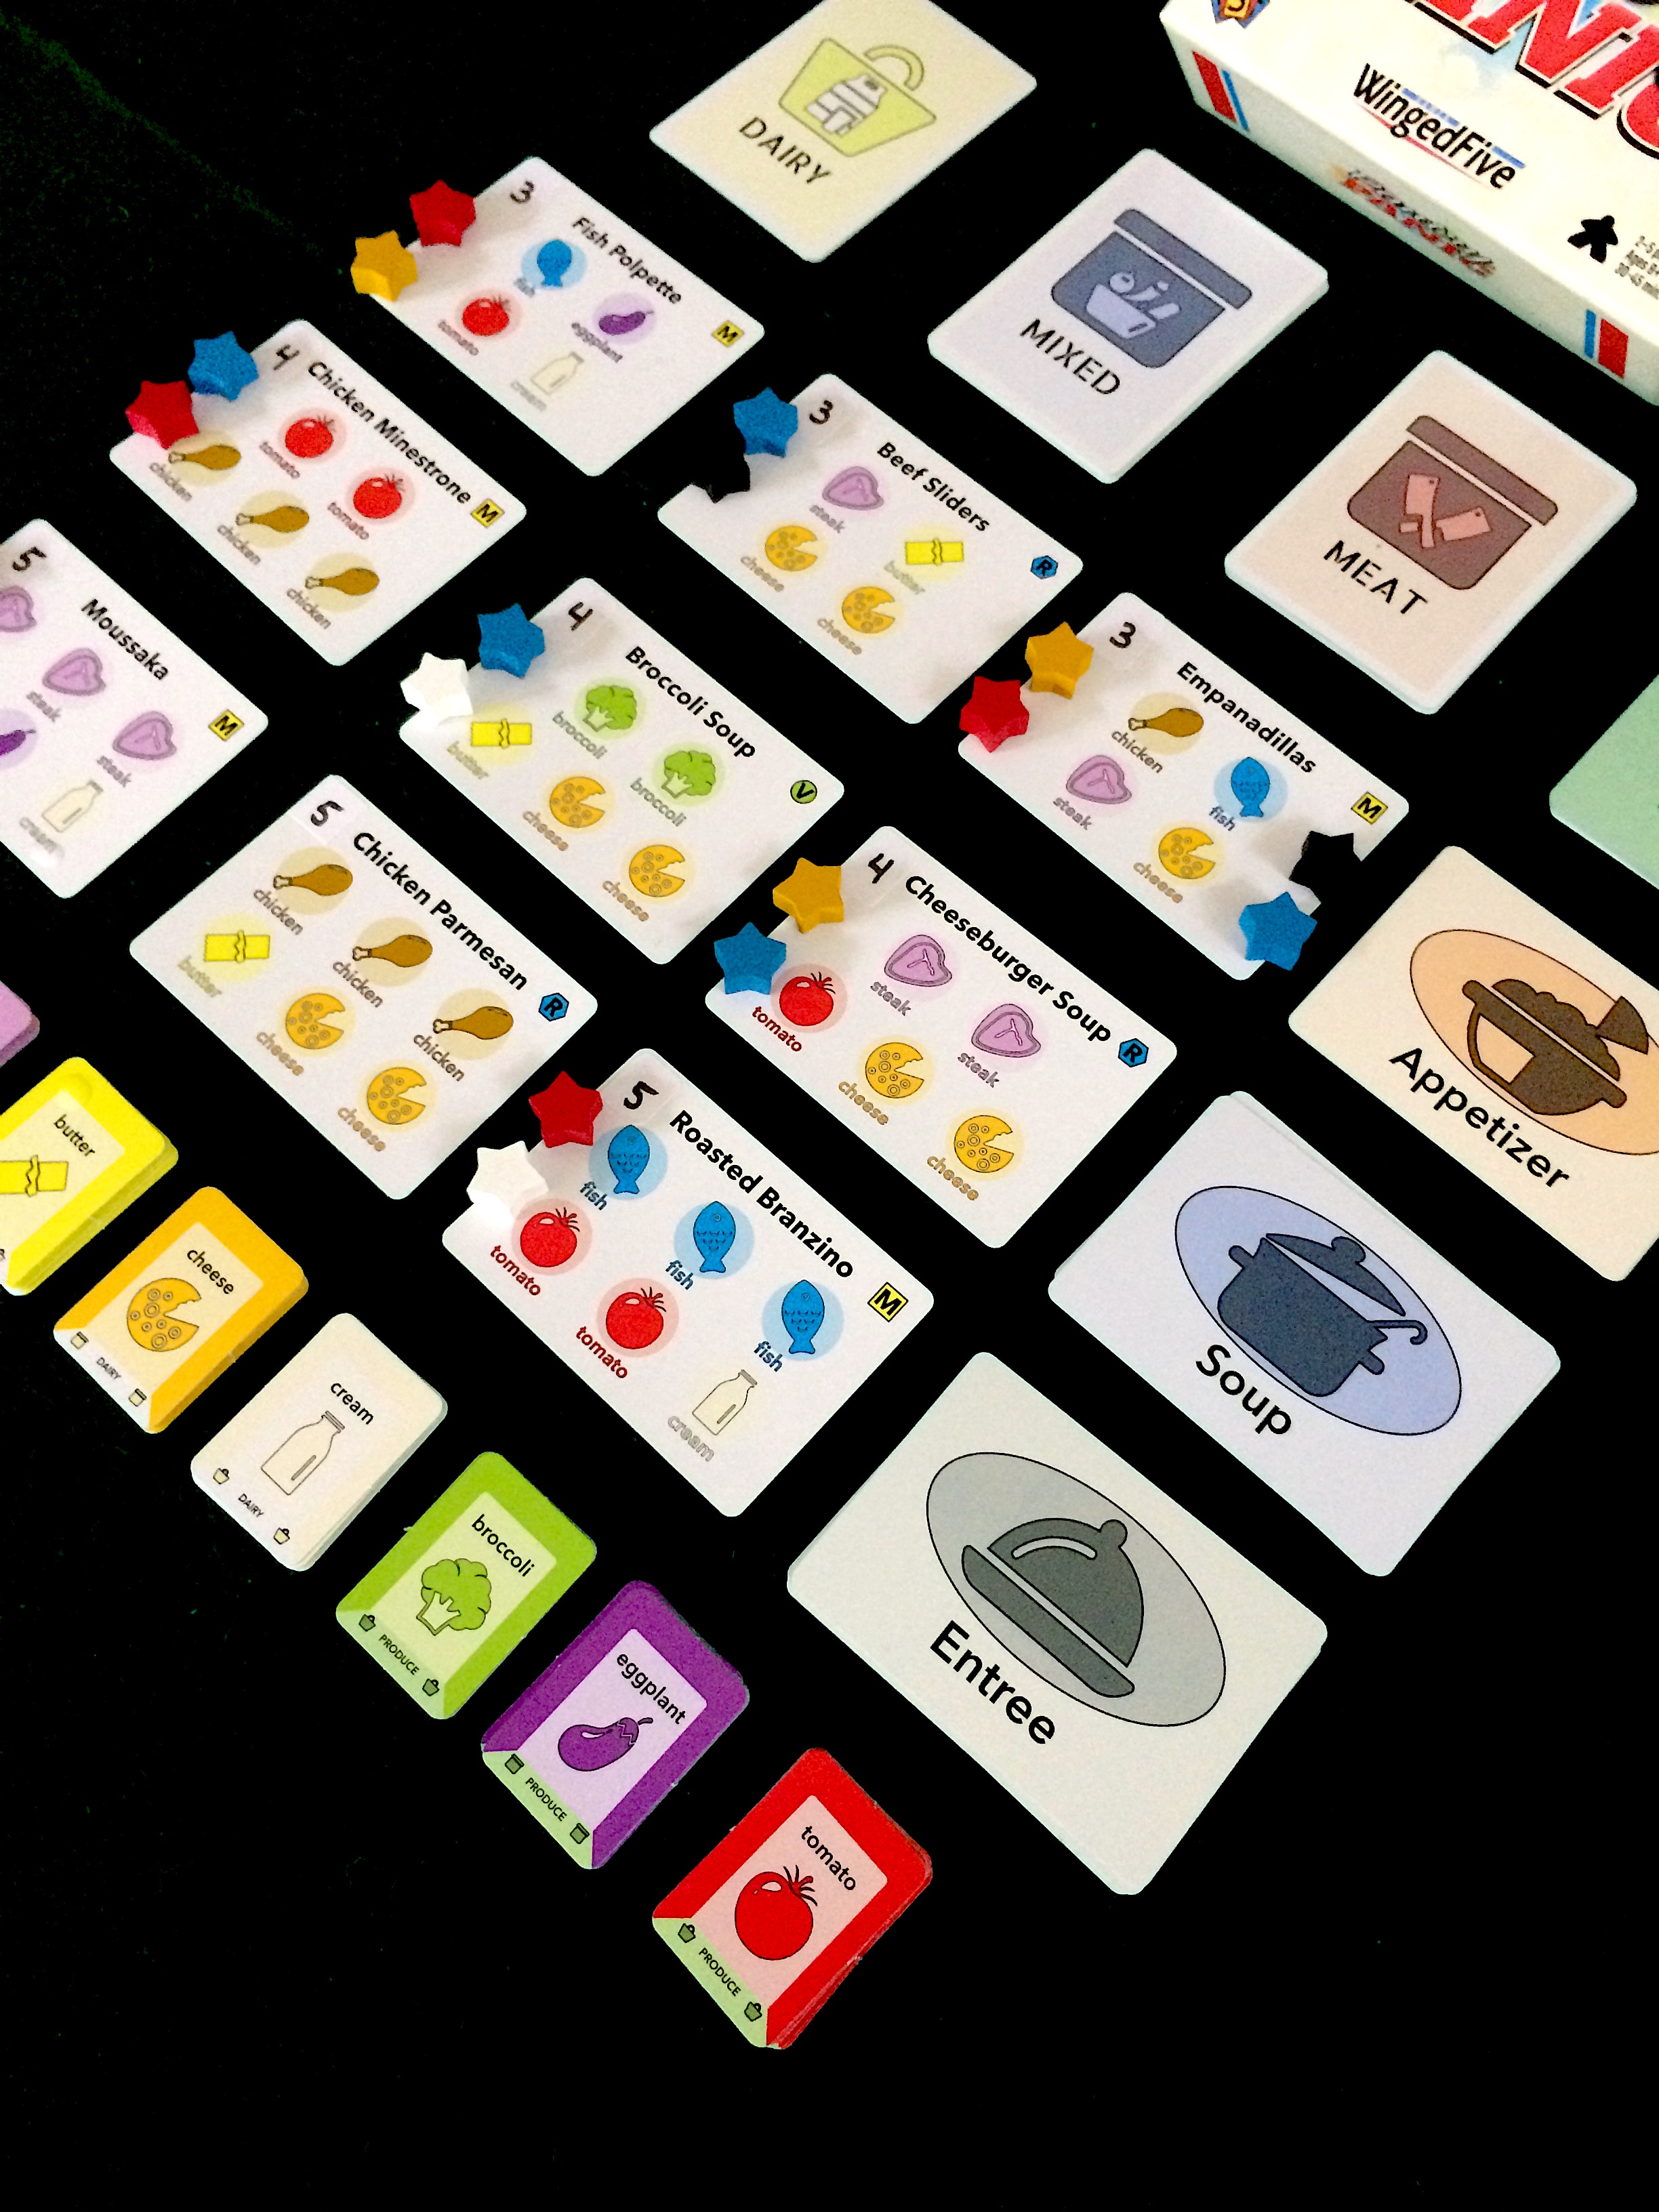 DAIRY
MIXED
MEAT
WingedFive
3
Fish Polpette
fish
eggplant
tomato
cream
M
4
Chicken Minestrone
tomato
tomato
chicken
chicken
chicken
M
3
Beef Sliders
steak
butter
cheese
cheese
R
5
Moussaka
steak
steak
cream
M
4
Broccoli Soup
broccoli
broccoli
butter
cheese
cheese
V
3
Empanadillas
chicken
fish
steak
cheese
M
5
Chicken Parmesan
chicken
chicken
chicken
butter
cheese
cheese
R
4
Cheeseburger Soup
steak
steak
tomato
cheese
cheese
R
5
Roasted Branzino
fish
fish
fish
tomato
tomato
cream
M
Appetizer
Soup
Entree
butter
cheese
DAIRY
cream
DAIRY
broccoli
PRODUCE
eggplant
PRODUCE
tomato
PRODUCE